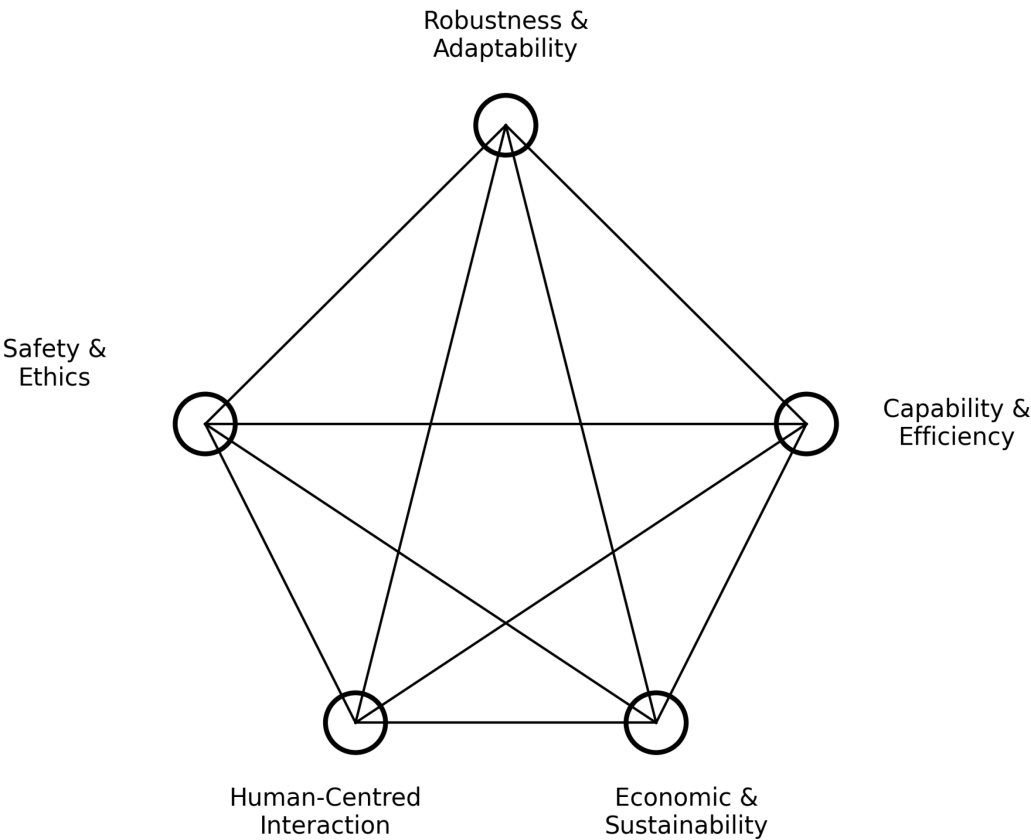 Robustness &
Adaptability
Safety &
Ethics
Capability &
Efficiency
Human-Centred
Interaction
Economic &
Sustainability